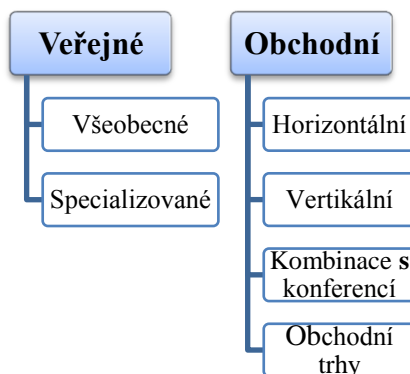 Veřejné
Všeobecné
Specializované
Obchodní
Horizontální
Vertikální
Kombinace s
konferencí
Obchodní
trhy